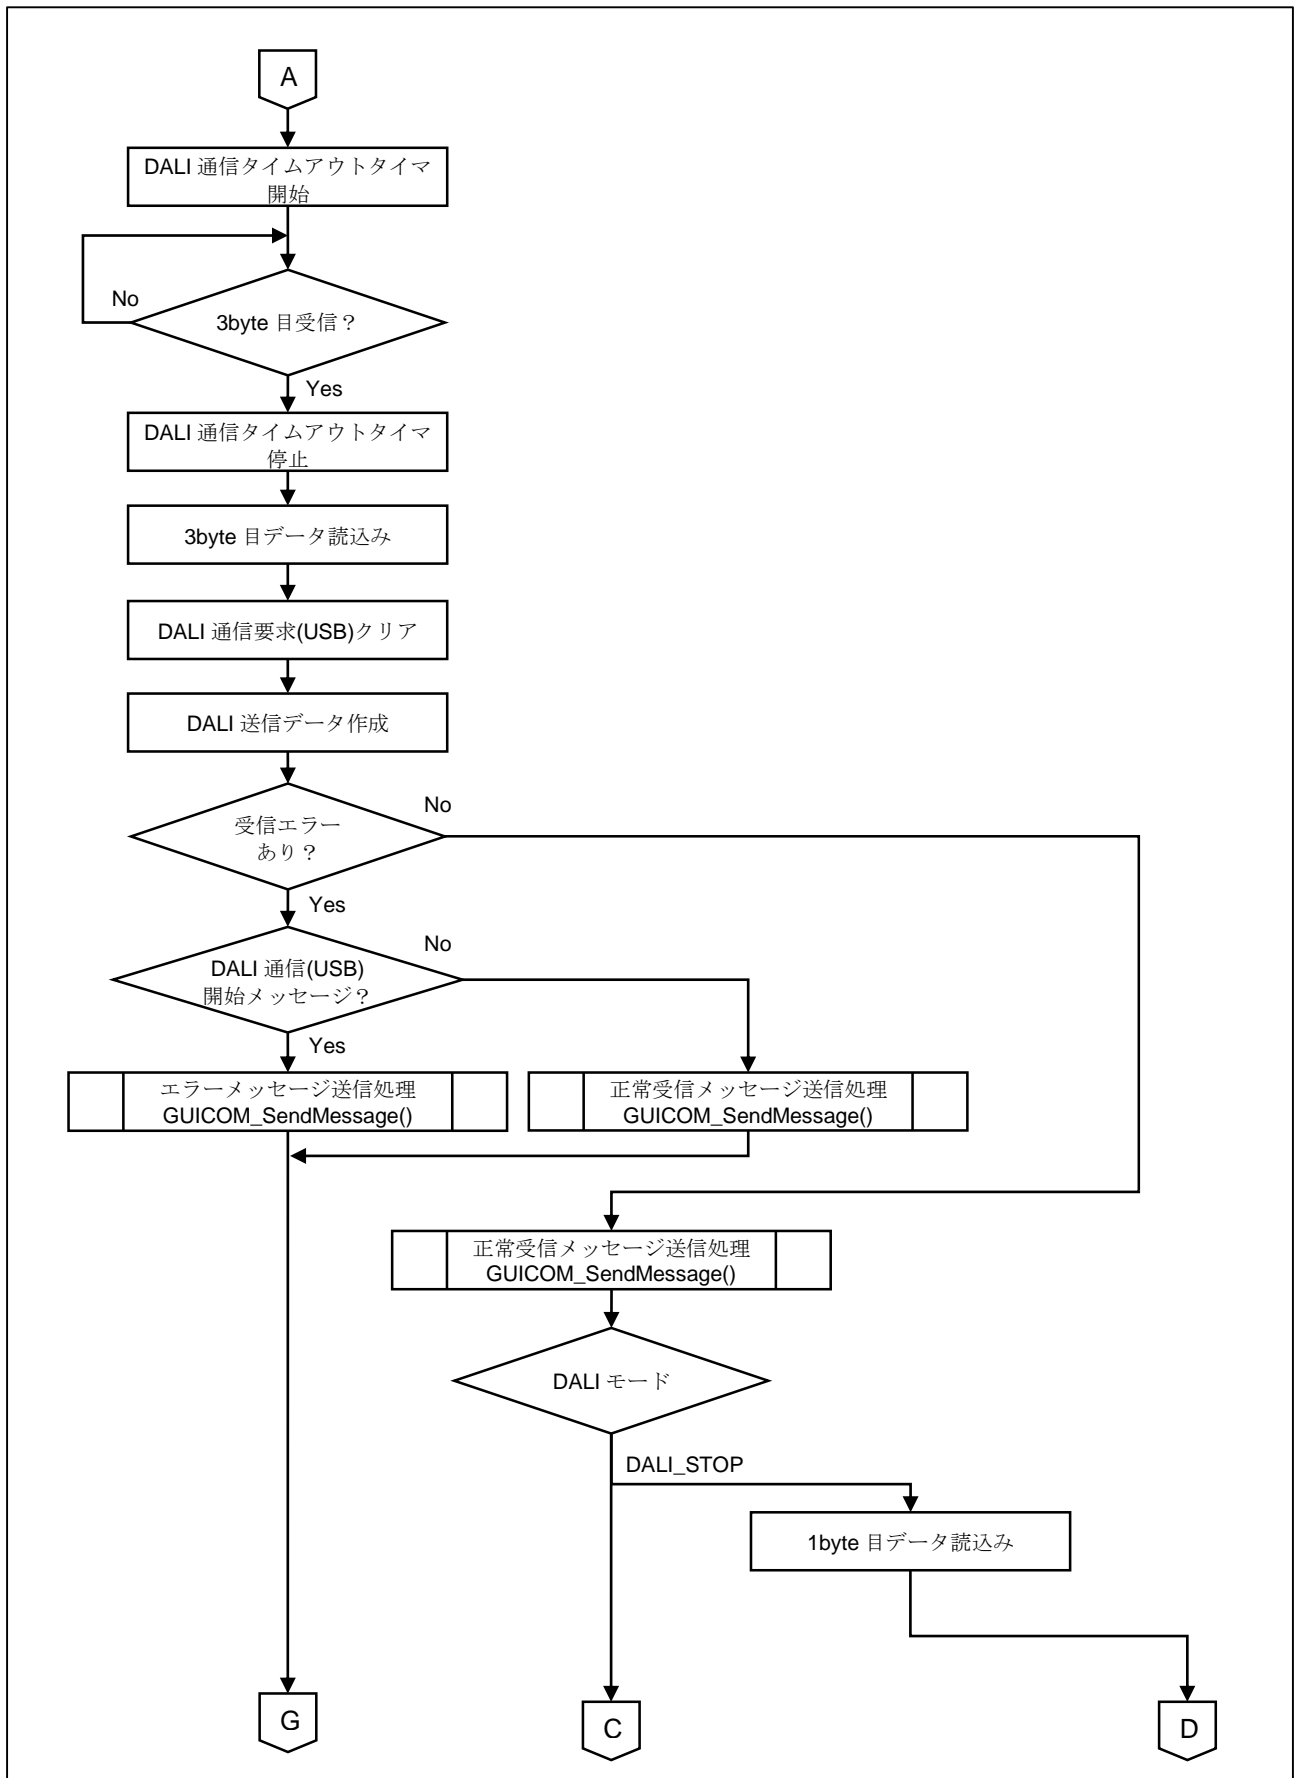 A
DALI 通信タイムアウトタイマ
開始
No
3byte 目受信？
Yes
DALI 通信タイムアウトタイマ
停止
3byte 目データ読込み
DALI 通信要求(USB)クリア
DALI 送信データ作成
No
受信エラー
あり？
Yes
No
DALI 通信(USB)
開始メッセージ？
Yes
エラーメッセージ送信処理
GUICOM_SendMessage()
正常受信メッセージ送信処理
GUICOM_SendMessage()
正常受信メッセージ送信処理
GUICOM_SendMessage()
DALI モード
DALI_STOP
1byte 目データ読込み
G
C
D